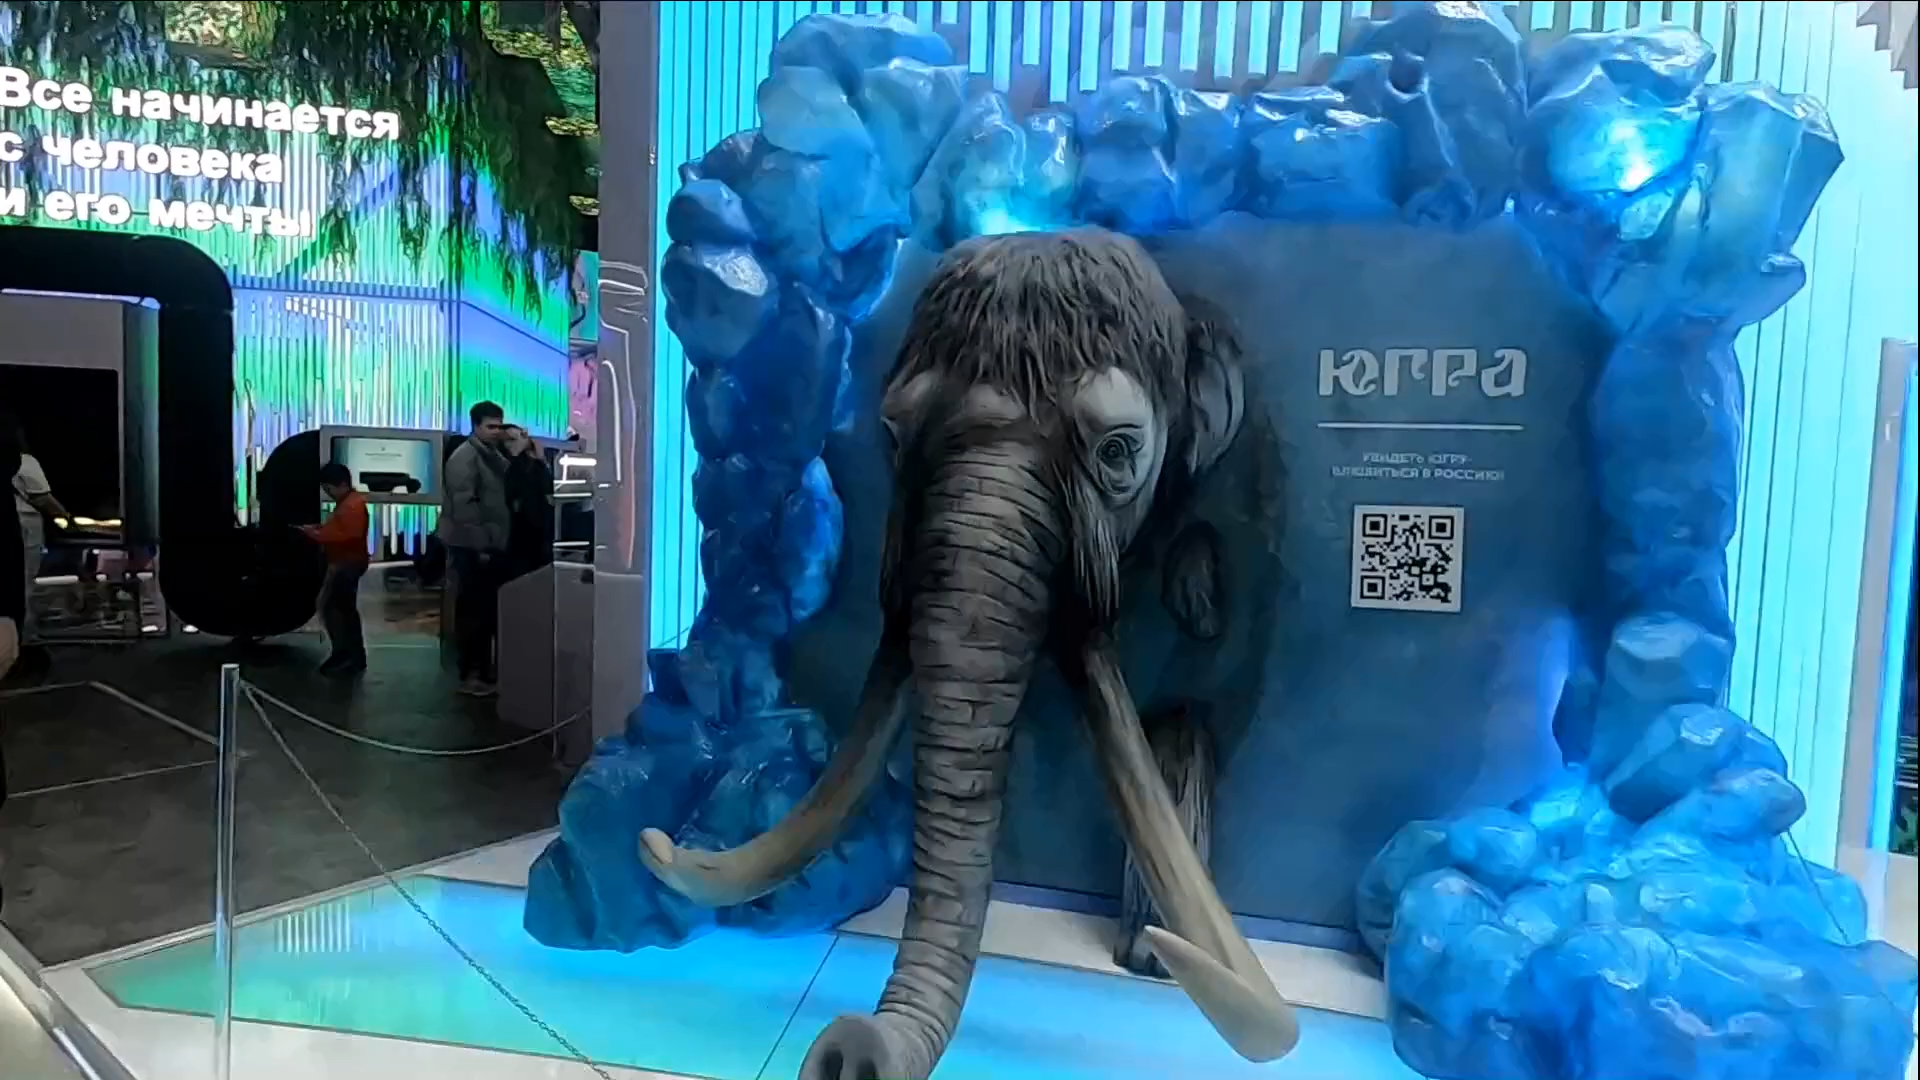 Все начинается
с человека
и его мечты
ЮГРА
УВИДЕТЬ ЮГРУ-
ВЛЮБИТЬСЯ В РОССИЮ!